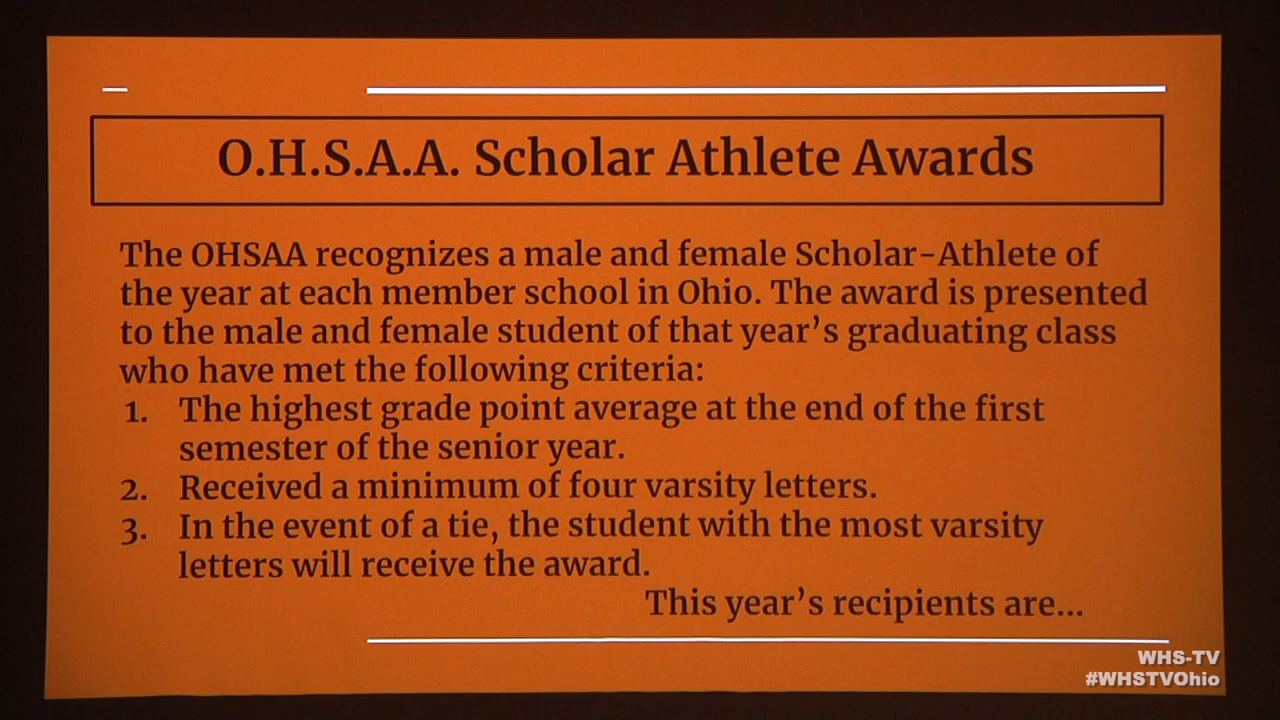 O.H.S.A.A. Scholar Athlete Awards
The OHSAA recognizes a male and female Scholar-Athlete of
the year at each member school in Ohio. The award is presented
to the male and female student of that year's graduating class
who have met the following criteria:
1. The highest grade point average at the end of the first
semester of the senior year.
2. Received a minimum of four varsity letters.
3. In the event of a tie, the student with the most varsity
letters will receive the award.
This year's recipients are...
WHS-TV
#WHSTVOhio